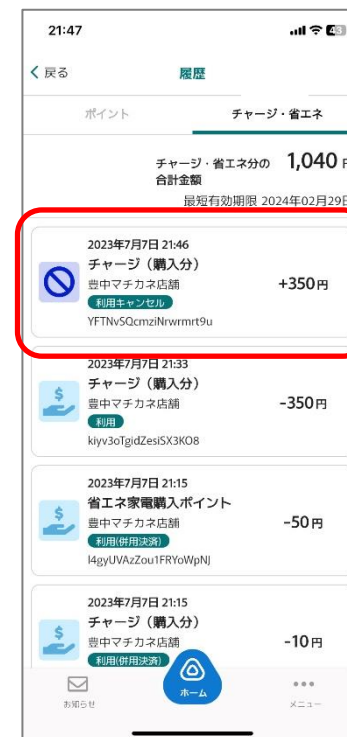 21:47
43
戻る
履歴
ポイント
チャージ・省エネ
チャージ・省エネ分の 1,040 円
合計金額
最短有効期限 2024年02月29日
2023年7月7日 21:46
チャージ（購入分）
豊中マチカネ店舗
+350円
利用キャンセル
YFTNvSQcmziNrwrmrt9u
2023年7月7日 21:33
チャージ（購入分）
豊中マチカネ店舗
-350円
利用
kiyv3oTgidZesiSX3KO8
2023年7月7日 21:15
省エネ家電購入ポイント
豊中マチカネ店舗
-50円
利用(併用決済)
l4gyUVAzZou1FRYoWpNJ
2023年7月7日 21:15
チャージ（購入分）
豊中マチカネ店舗
-10円
利用(併用決済)
お知らせ
ホーム
メニュー